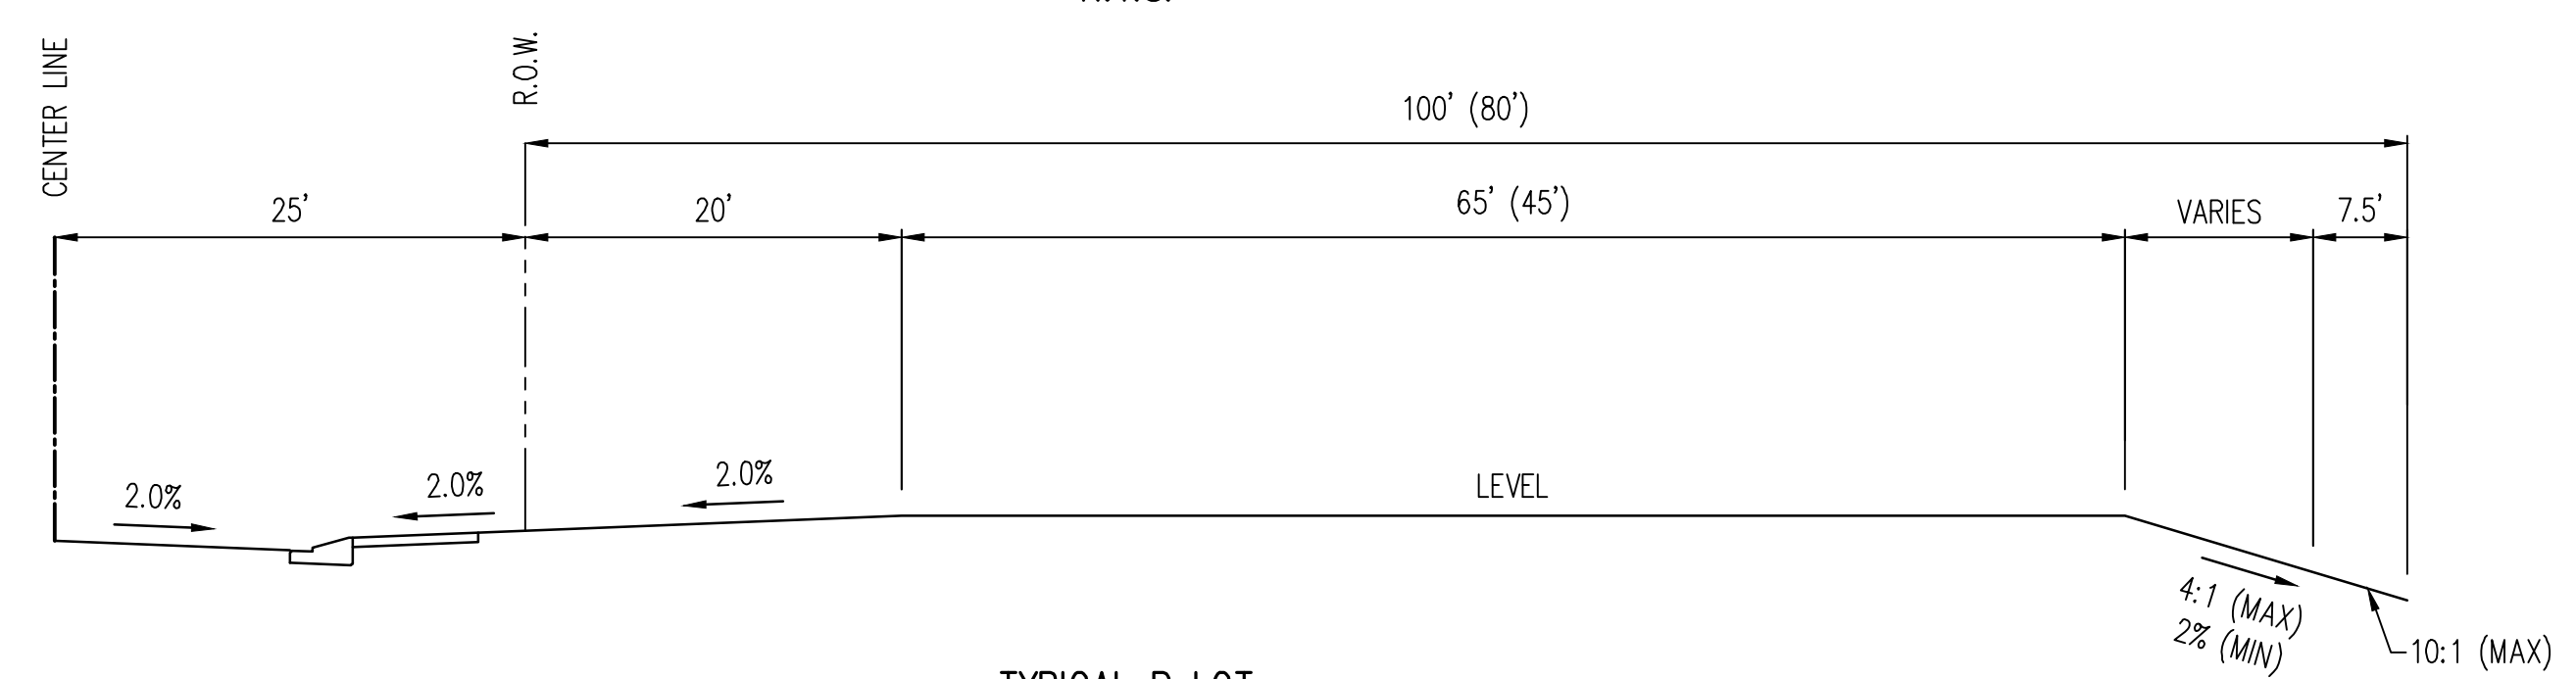 CENTER LINE
R.O.W.
100' (80')
25'
20'
65' (45')
VARIES
7.5'
2.0%
2.0%
2.0%
LEVEL
4:1 (MAX)
2% (MIN)
10:1 (MAX)